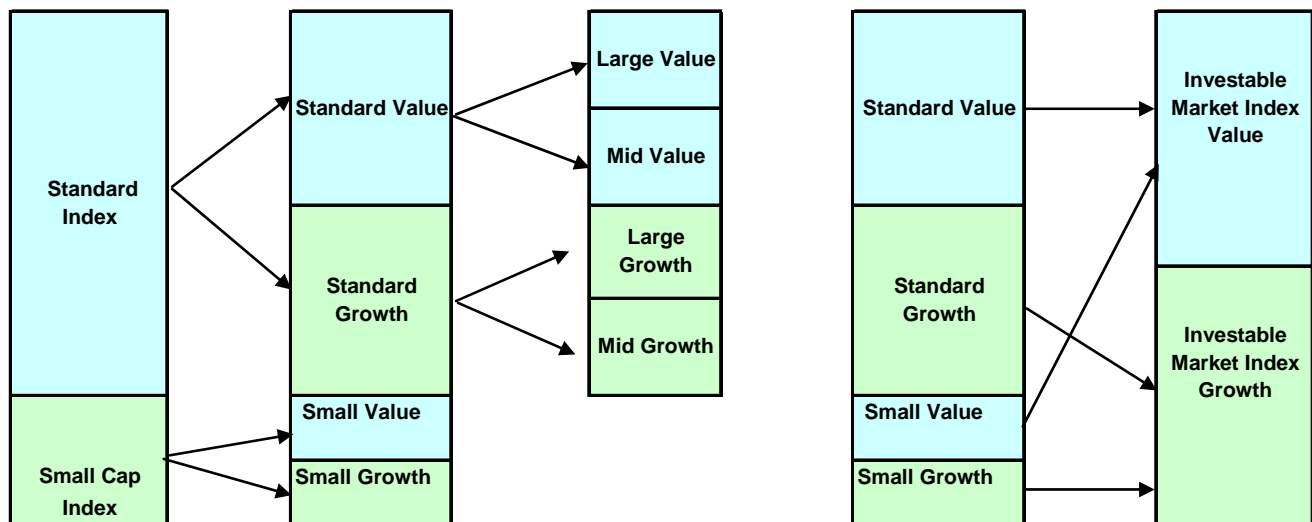 Standard
Index
Small Cap
Index
Standard Value
Standard
Growth
Small Value
Small Growth
Large Value
Mid Value
Large
Growth
Mid Growth
Standard Value
Standard
Growth
Small Value
Small Growth
Investable
Market Index
Value
Investable
Market Index
Growth